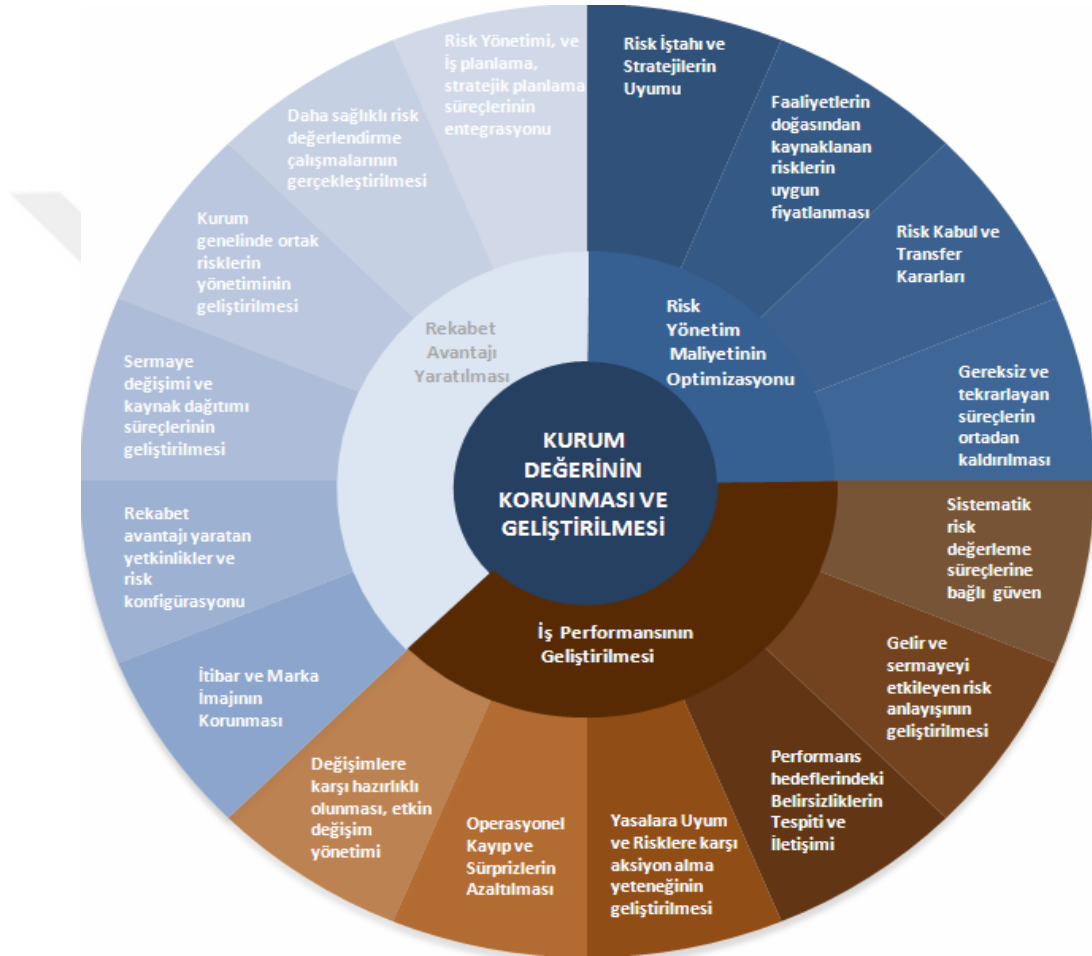 Risk Yönetimi, ve
İş planlama,
stratejik planlama
süreçlerinin
entegrasyonu
Risk İştahı ve
Stratejilerin
Uyumu
Faaliyetlerin
doğasından
kaynaklanan
risklerin
uygun
fiyatlanması
Risk Kabul ve
Transfer
Kararları
Gereksiz ve
tekrarlayan
süreçlerin
ortadan
kaldırılması
Sistematik
risk
değerleme
süreçlerine
bağlı güven
Gelir ve
sermayeyi
etkileyen risk
anlayışının
geliştirilmesi
Performans
hedeflerindeki
Belirsizliklerin
Tespiti ve
İletişimi
Yasalara Uyum
ve Risklere karşı
aksiyon alma
yeteneğinin
geliştirilmesi
Operasyonel
Kayıp ve
Sürprizlerin
Azaltılması
Değişimlere
karşı hazırlıklı
olunması, etkin
değişim
yönetimi
İtibar ve Marka
İmajının
Korunması
Rekabet
avantajı yaratan
yetkinlikler ve
risk
konfigürasyonu
Sermaye
değişimi ve
kaynak dağıtımı
süreçlerinin
geliştirilmesi
Kurum
genelinde ortak
risklerin
yönetiminin
geliştirilmesi
Daha sağlıklı risk
değerlendirme
çalışmalarının
gerçekleştirilmesi
Rekabet
Avantajı
Yaratılması
Risk
Yönetim
Maliyetinin
Optimizasyonu
İş Performansının
Geliştirilmesi
KURUM
DEĞERİNİN
KORUNMASI VE
GELİŞTİRİLMESİ